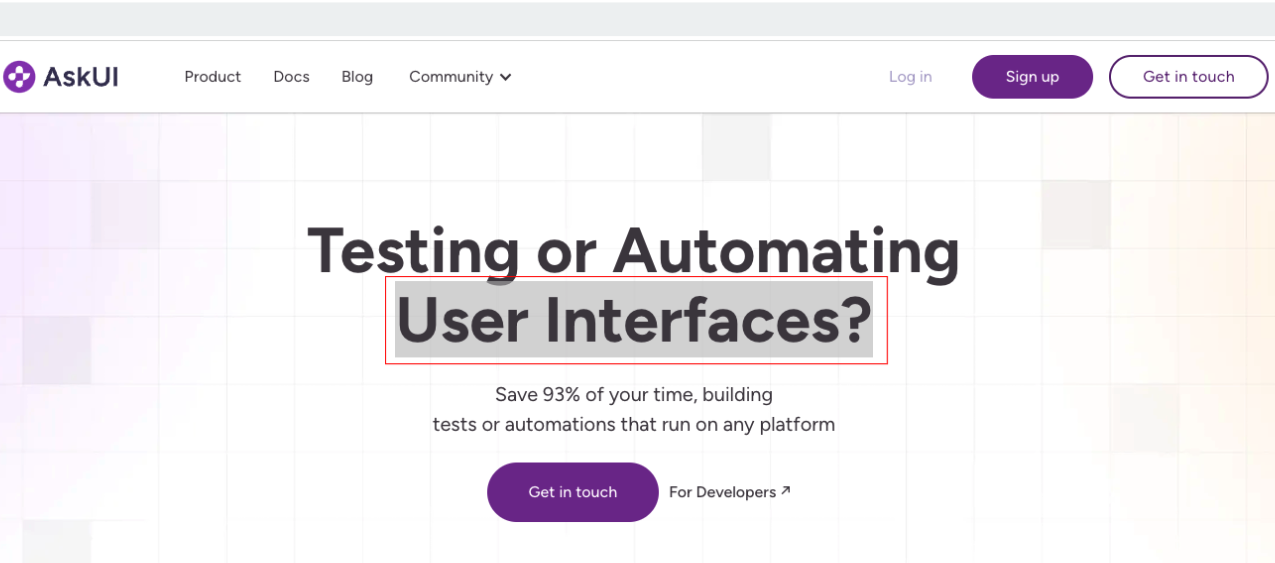 AskUI
Product Docs Blog Community Log in Sign up Get in touch
Testing or Automating
User Interfaces?
Save 93% of your time, building
tests or automations that run on any platform
Get in touch For Developers ↗